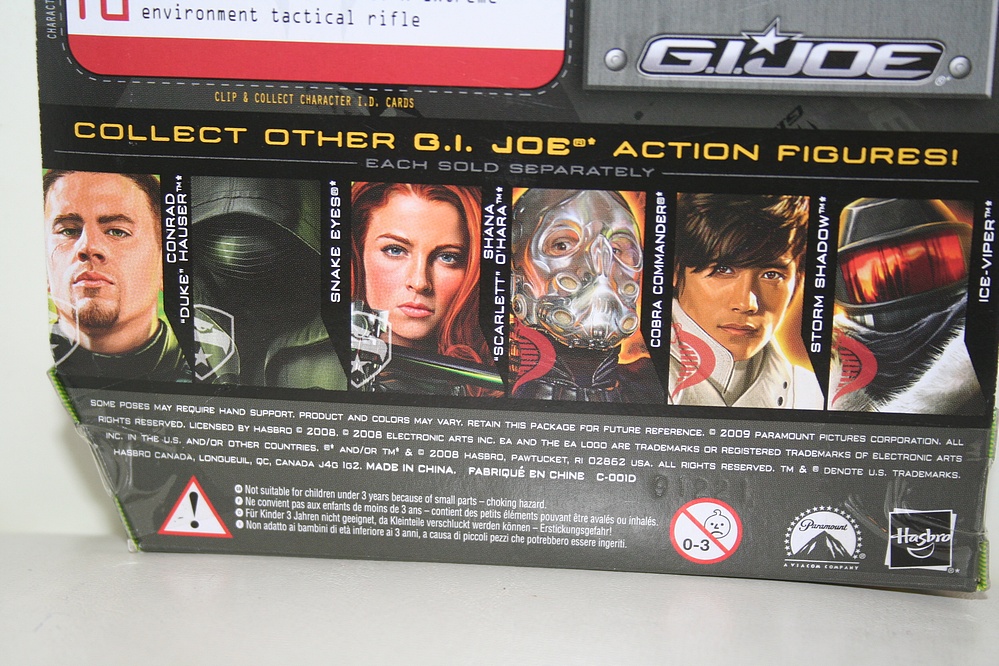 environment tactical rifle
G.I. JOE
CLIP & COLLECT CHARACTER I.D. CARDS
COLLECT OTHER G.I. JOE®* ACTION FIGURES!
EACH SOLD SEPARATELY
CONRAD
"DUKE" HAUSER™*
SNAKE EYES®*
SHANA
"SCARLETT" O'HARA™*
COBRA COMMANDER®*
STORM SHADOW™*
ICE-VIPER™*
SOME POSES MAY REQUIRE HAND SUPPORT. PRODUCT AND COLORS MAY VARY. RETAIN THIS PACKAGE FOR FUTURE REFERENCE. © 2009 PARAMOUNT PICTURES CORPORATION. ALL
RIGHTS RESERVED. LICENSED BY HASBRO © 2008. © 2008 ELECTRONIC ARTS INC. EA AND THE EA LOGO ARE TRADEMARKS OR REGISTERED TRADEMARKS OF ELECTRONIC ARTS
INC. IN THE U.S. AND/OR OTHER COUNTRIES. ®* AND/OR TM* & © 2008 HASBRO, PAWTUCKET, RI 02862 USA. ALL RIGHTS RESERVED. TM & ® DENOTE U.S. TRADEMARKS.
HASBRO CANADA, LONGUEUIL, QC, CANADA J4G 1G2. MADE IN CHINA. FABRIQUÉ EN CHINE C-001D
Not suitable for children under 3 years because of small parts – choking hazard.
Ne convient pas aux enfants de moins de 3 ans – contient des petits éléments pouvant être avalés ou inhalés.
Für Kinder 3 Jahren nicht geeignet, da Kleinteile verschluckt werden können – Erstickungsgefahr!
Non adatto ai bambini di età inferiore ai 3 anni, a causa di piccoli pezzi che potrebbero essere ingeriti.
0-3
Paramount
A VIACOM COMPANY
Hasbro